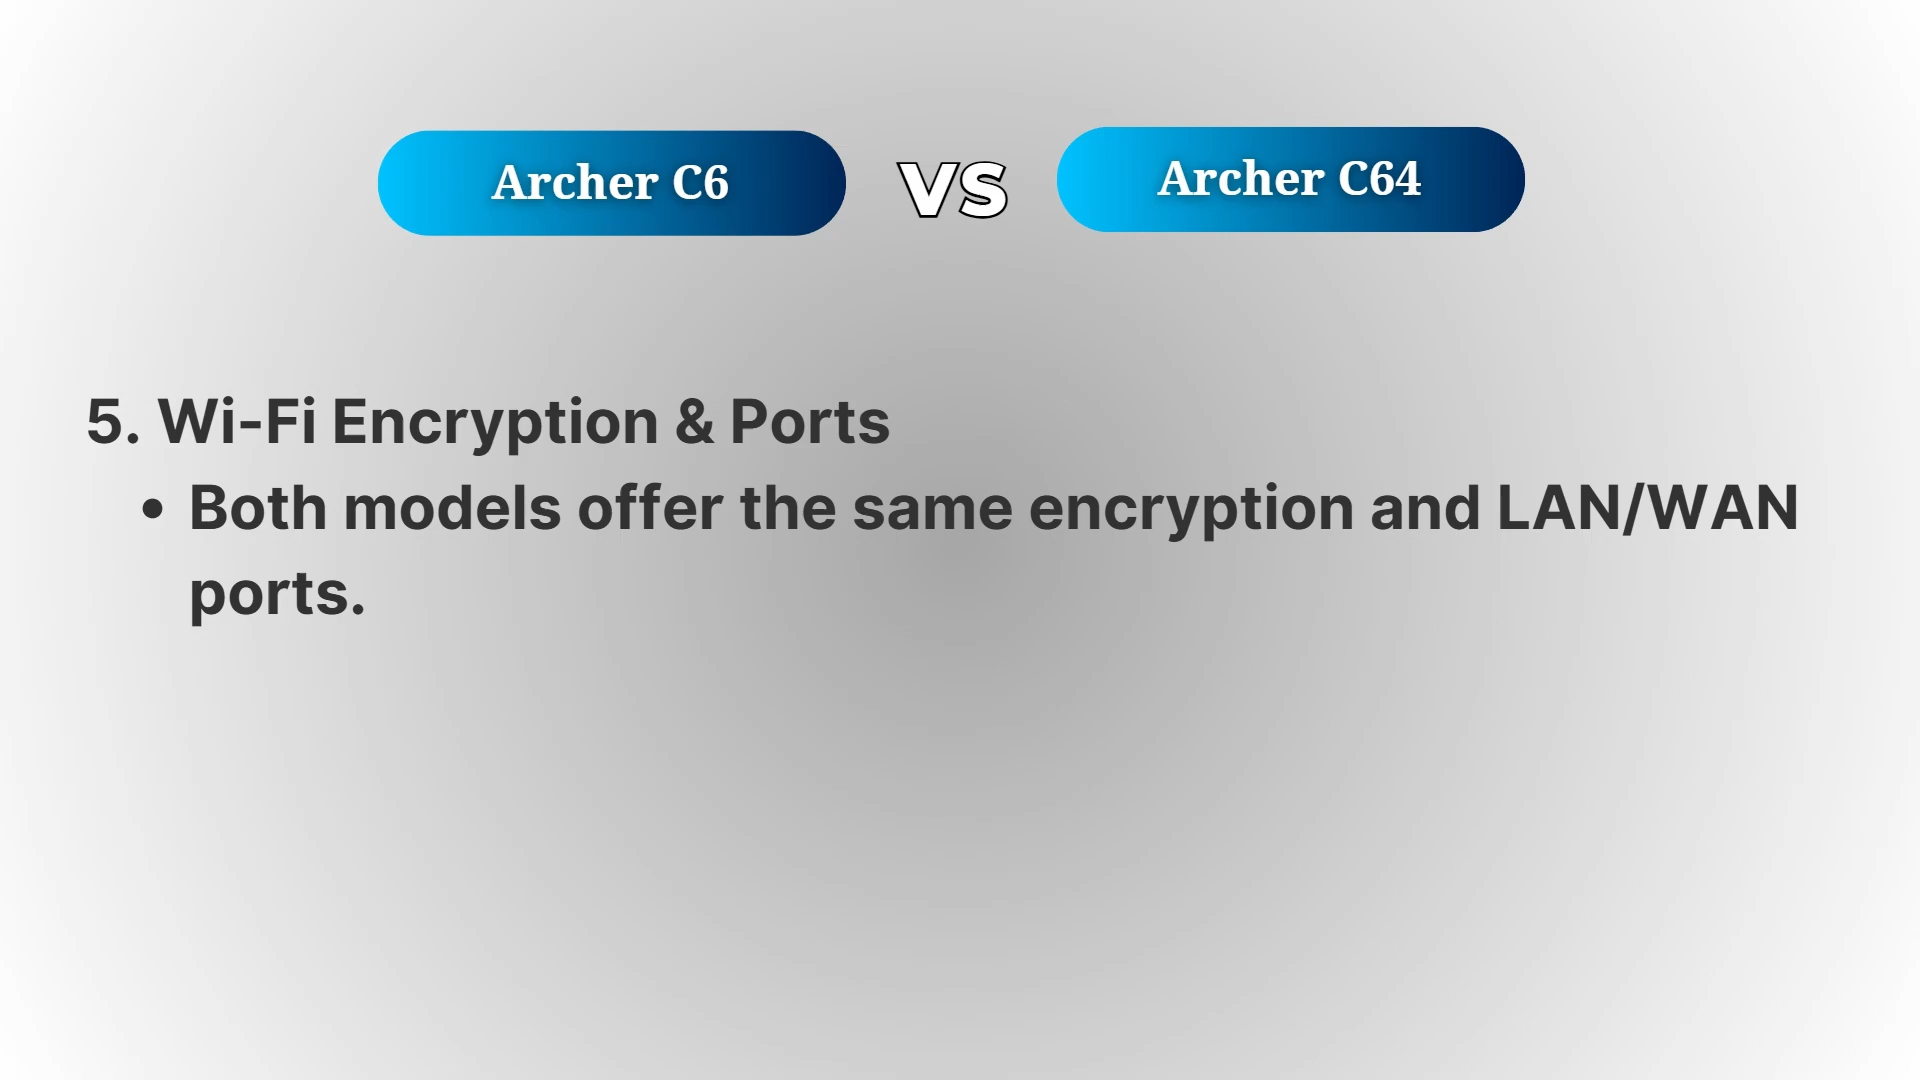 Archer C6
VS
Archer C64
5. Wi-Fi Encryption & Ports
• Both models offer the same encryption and LAN/WAN
ports.